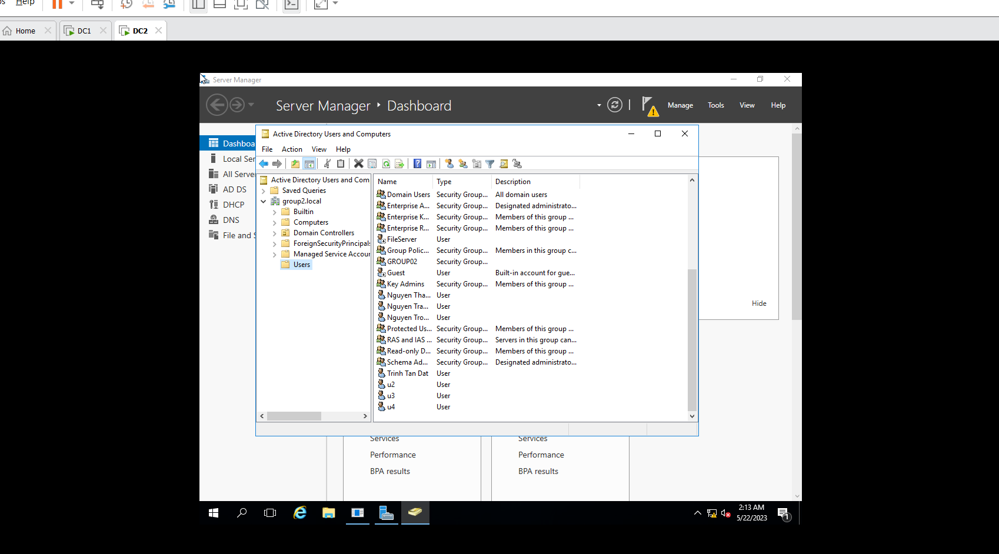 Help
Home
DC1
DC2
Server Manager
Server Manager ‣ Dashboard
Manage Tools View Help
Active Directory Users and Computers
File Action View Help
Dashboa
Local Ser
All Server
AD DS
DHCP
DNS
File and S
Active Directory Users and Com
Saved Queries
group2.local
Builtin
Computers
Domain Controllers
ForeignSecurityPrincipals
Managed Service Accour
Users
Name Type Description
Domain Users Security Group... All domain users
Enterprise A... Security Group... Designated administrato...
Enterprise K... Security Group... Members of this group ...
Enterprise R... Security Group... Members of this group ...
FileServer User
Group Polic... Security Group... Members in this group c...
GROUP02 Security Group...
Guest User Built-in account for gue...
Key Admins Security Group... Members of this group ...
Nguyen Tha... User
Nguyen Tra... User
Nguyen Tro... User
Protected Us... Security Group... Members of this group ...
RAS and IAS ... Security Group... Servers in this group can...
Read-only D... Security Group... Members of this group ...
Schema Ad... Security Group... Designated administrato...
Trinh Tan Dat User
u2 User
u3 User
u4 User
Hide
Services
Performance
BPA results
Services
Performance
BPA results
2:13 AM
5/22/2023
1